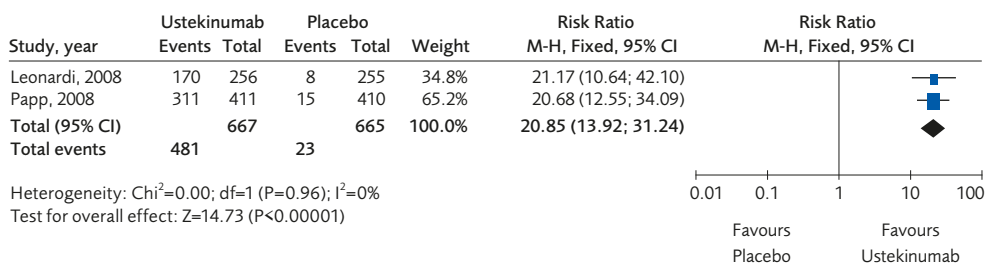 Ustekinumab Placebo Risk Ratio Risk Ratio
Study, year Events Total Events Total Weight M-H, Fixed, 95% CI M-H, Fixed, 95% CI
Leonardi, 2008 170 256 8 255 34.8% 21.17 (10.64; 42.10)
Papp, 2008 311 411 15 410 65.2% 20.68 (12.55; 34.09)
Total (95% CI) 667 665 100.0% 20.85 (13.92; 31.24)
Total events 481 23
Heterogeneity: Chi²=0.00; df=1 (P=0.96); I²=0%
Test for overall effect: Z=14.73 (P<0.00001)
0.01 0.1 1 10 100
Favours Favours
Placebo Ustekinumab